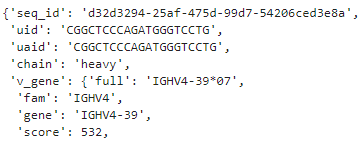 {'seq_id': 'd32d3294-25af-475d-99d7-54206ced3e8a',
'uid': 'CGGCTCCCAGATGGGTCCTG',
'uaid': 'CGGCTCCCAGATGGGTCCTG',
'chain': 'heavy',
'v_gene': {'full': 'IGHV4-39*07',
'fam': 'IGHV4',
'gene': 'IGHV4-39',
'score': 532,